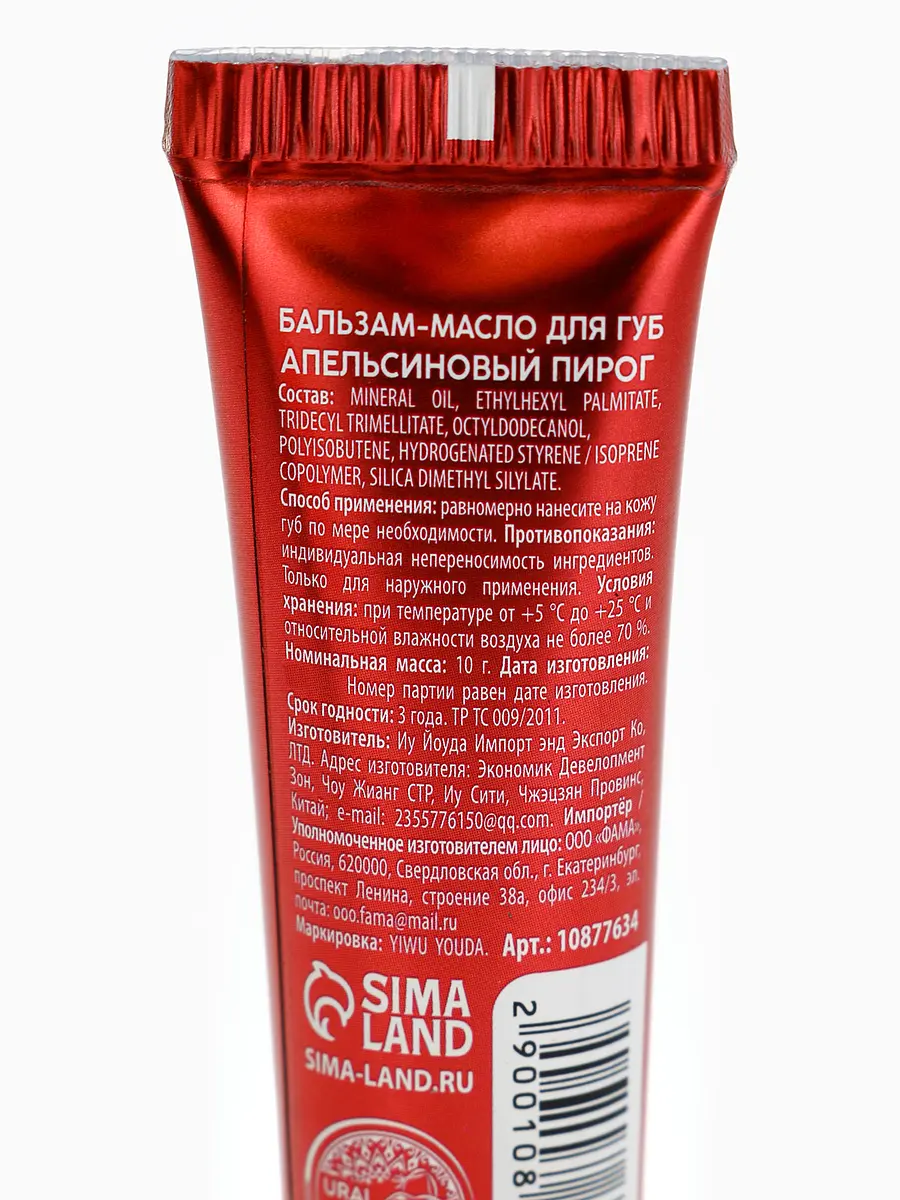 БАЛЬЗАМ-МАСЛО ДЛЯ ГУБ
АПЕЛЬСИНОВЫЙ ПИРОГ
Состав: MINERAL OIL, ETHYLHEXYL PALMITATE,
TRIDECYL TRIMELLITATE, OCTYLDODECANOL,
POLYISOBUTENE, HYDROGENATED STYRENE / ISOPRENE
COPOLYMER, SILICA DIMETHYL SILYLATE.
Способ применения: равномерно нанесите на кожу
губ по мере необходимости. Противопоказания:
индивидуальная непереносимость ингредиентов.
Только для наружного применения. Условия
хранения: при температуре от +5 °C до +25 °C и
относительной влажности воздуха не более 70 %.
Номинальная масса: 10 г. Дата изготовления:
Номер партии равен дате изготовления.
Срок годности: 3 года. ТР ТС 009/2011.
Изготовитель: Иу Йоуда Импорт энд Экспорт Ко,
ЛТД. Адрес изготовителя: Экономик Девелопмент
Зон, Чоу Жианг СТР, Иу Сити, Чжэцзян Провинс,
Китай; e-mail: 2355776150@qq.com. Импортёр /
Уполномоченное изготовителем лицо: ООО «ФАМА»,
Россия, 620000, Свердловская обл., г. Екатеринбург,
проспект Ленина, строение 38а, офис 234/3, эл.
почта: ooo.fama@mail.ru
Маркировка: YIWU YOUDA. Арт.: 10877634
SIMA
LAND
SIMA-LAND.RU
2 900108
URAL